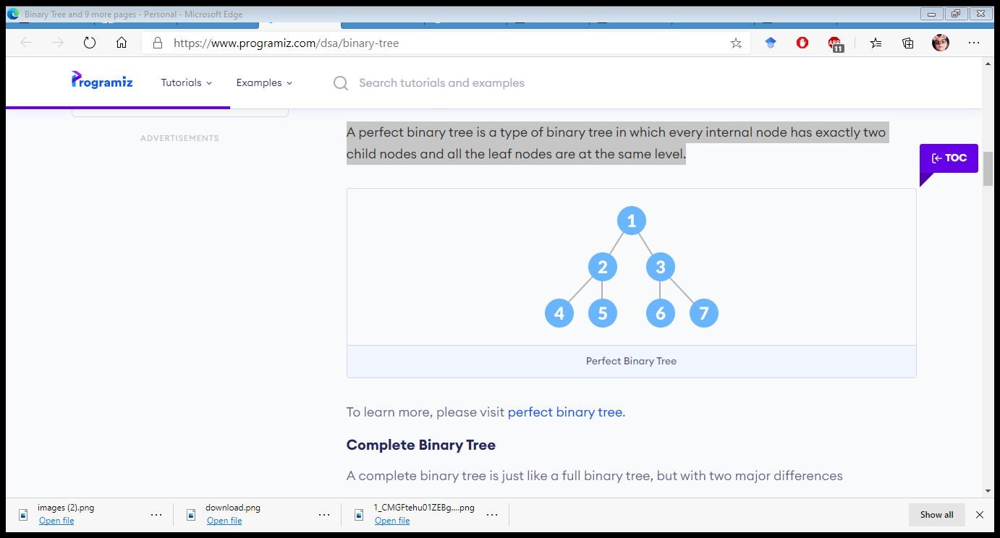 Binary Tree and 9 more pages - Personal - Microsoft Edge
https://www.programiz.com/dsa/binary-tree
11
Programiz
Tutorials
Examples
Search tutorials and examples
ADVERTISEMENTS
A perfect binary tree is a type of binary tree in which every internal node has exactly two
child nodes and all the leaf nodes are at the same level.
TOC
1
2 3
4 5 6 7
Perfect Binary Tree
To learn more, please visit perfect binary tree.
Complete Binary Tree
A complete binary tree is just like a full binary tree, but with two major differences
images (2).png
Open file
download.png
Open file
1_CMGFtehu01ZEBg....png
Open file
Show all